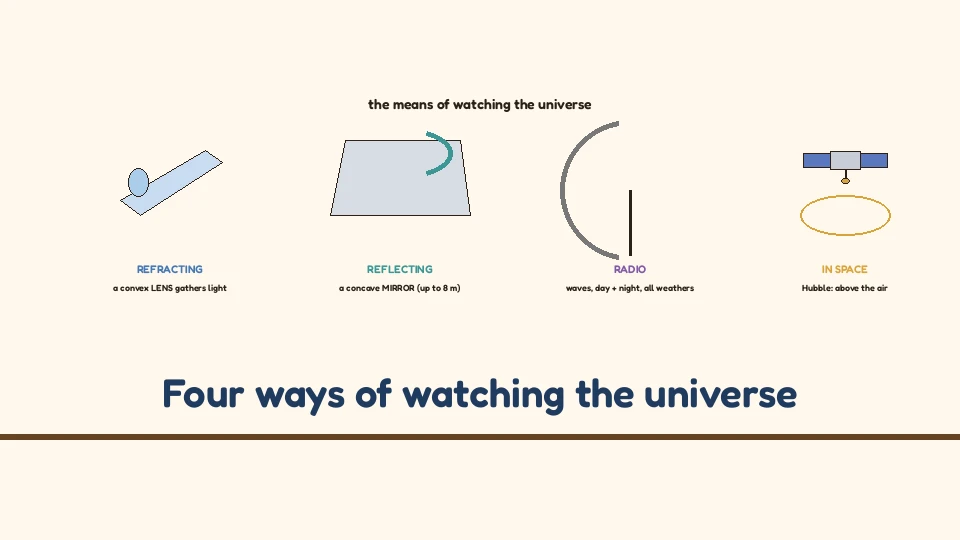 the means of watching the universe
REFRACTING
a convex LENS gathers light
REFLECTING
a concave MIRROR (up to 8 m)
RADIO
waves, day + night, all weathers
IN SPACE
Hubble: above the air
Four ways of watching the universe